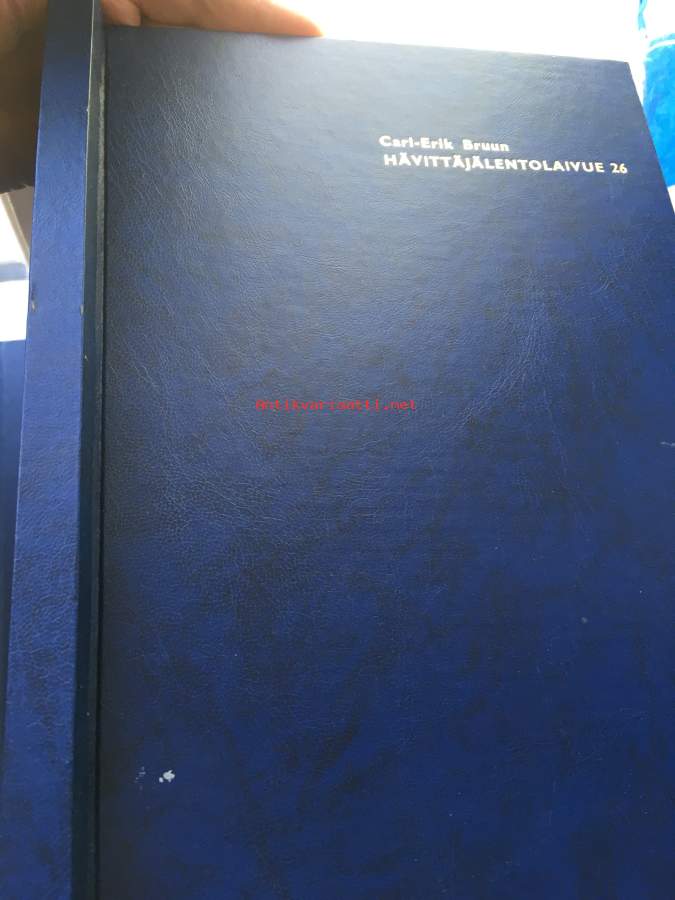 Carl-Erik Bruun
HÄVITTÄJÄLENTOLAIVUE 26
Antikvariaatti.net